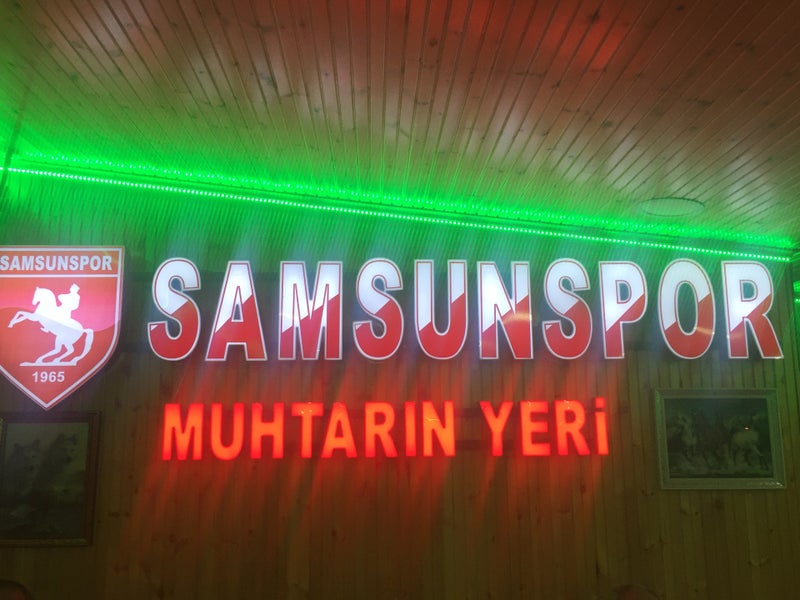 SAMSUNSPOR
1965
SAMSUNSPOR
MUHTARIN YERİ